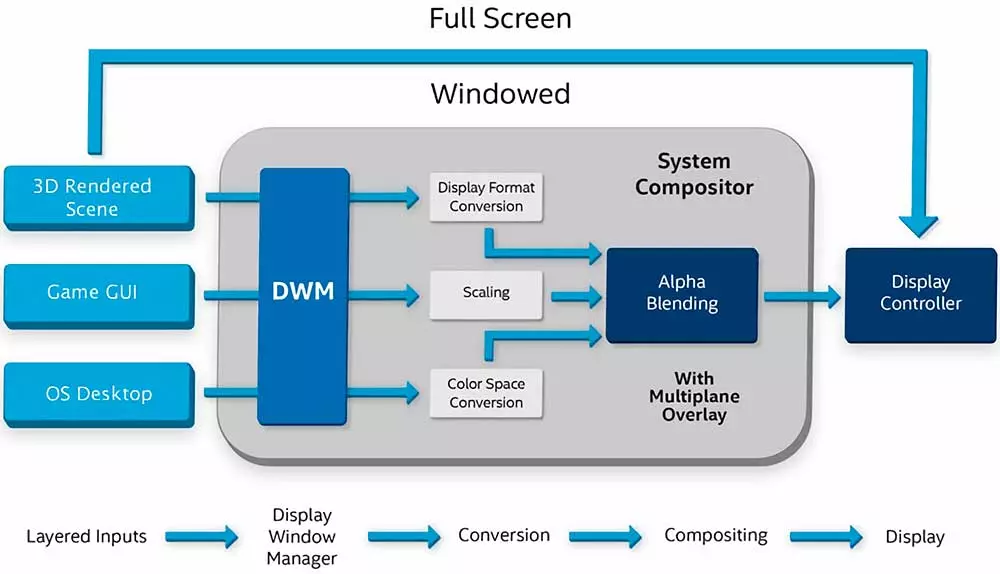 Full Screen
Windowed
System
Compositor
3D Rendered
Scene
Game GUI
OS Desktop
DWM
Display Format
Conversion
Scaling
Color Space
Conversion
Alpha
Blending
With
Multiplane
Overlay
Display
Controller
Layered Inputs
Display
Window
Manager
Conversion
Compositing
Display